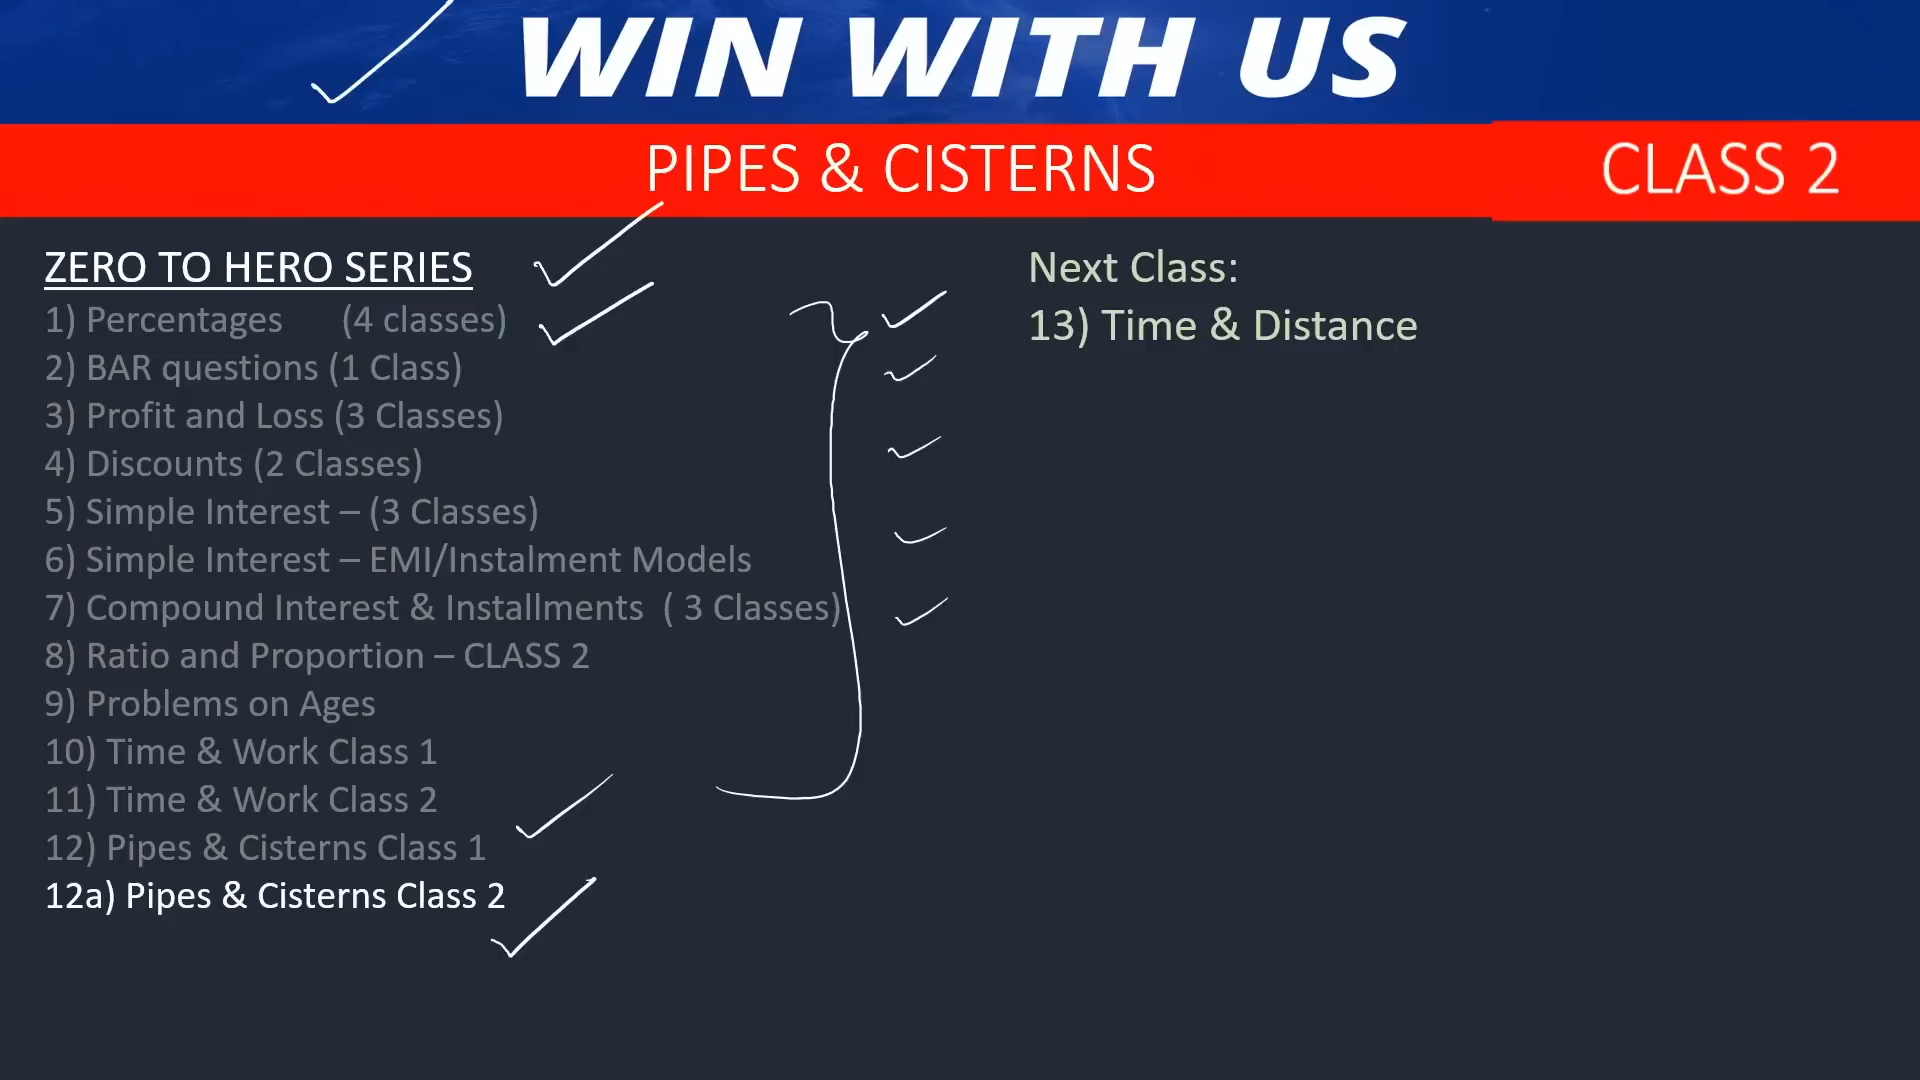 WIN WITH US
PIPES & CISTERNS
CLASS 2
ZERO TO HERO SERIES
1) Percentages (4 classes)
2) BAR questions (1 Class)
3) Profit and Loss (3 Classes)
4) Discounts (2 Classes)
5) Simple Interest – (3 Classes)
6) Simple Interest – EMI/Instalment Models
7) Compound Interest & Installments ( 3 Classes)
8) Ratio and Proportion – CLASS 2
9) Problems on Ages
10) Time & Work Class 1
11) Time & Work Class 2
12) Pipes & Cisterns Class 1
12a) Pipes & Cisterns Class 2
Next Class:
13) Time & Distance